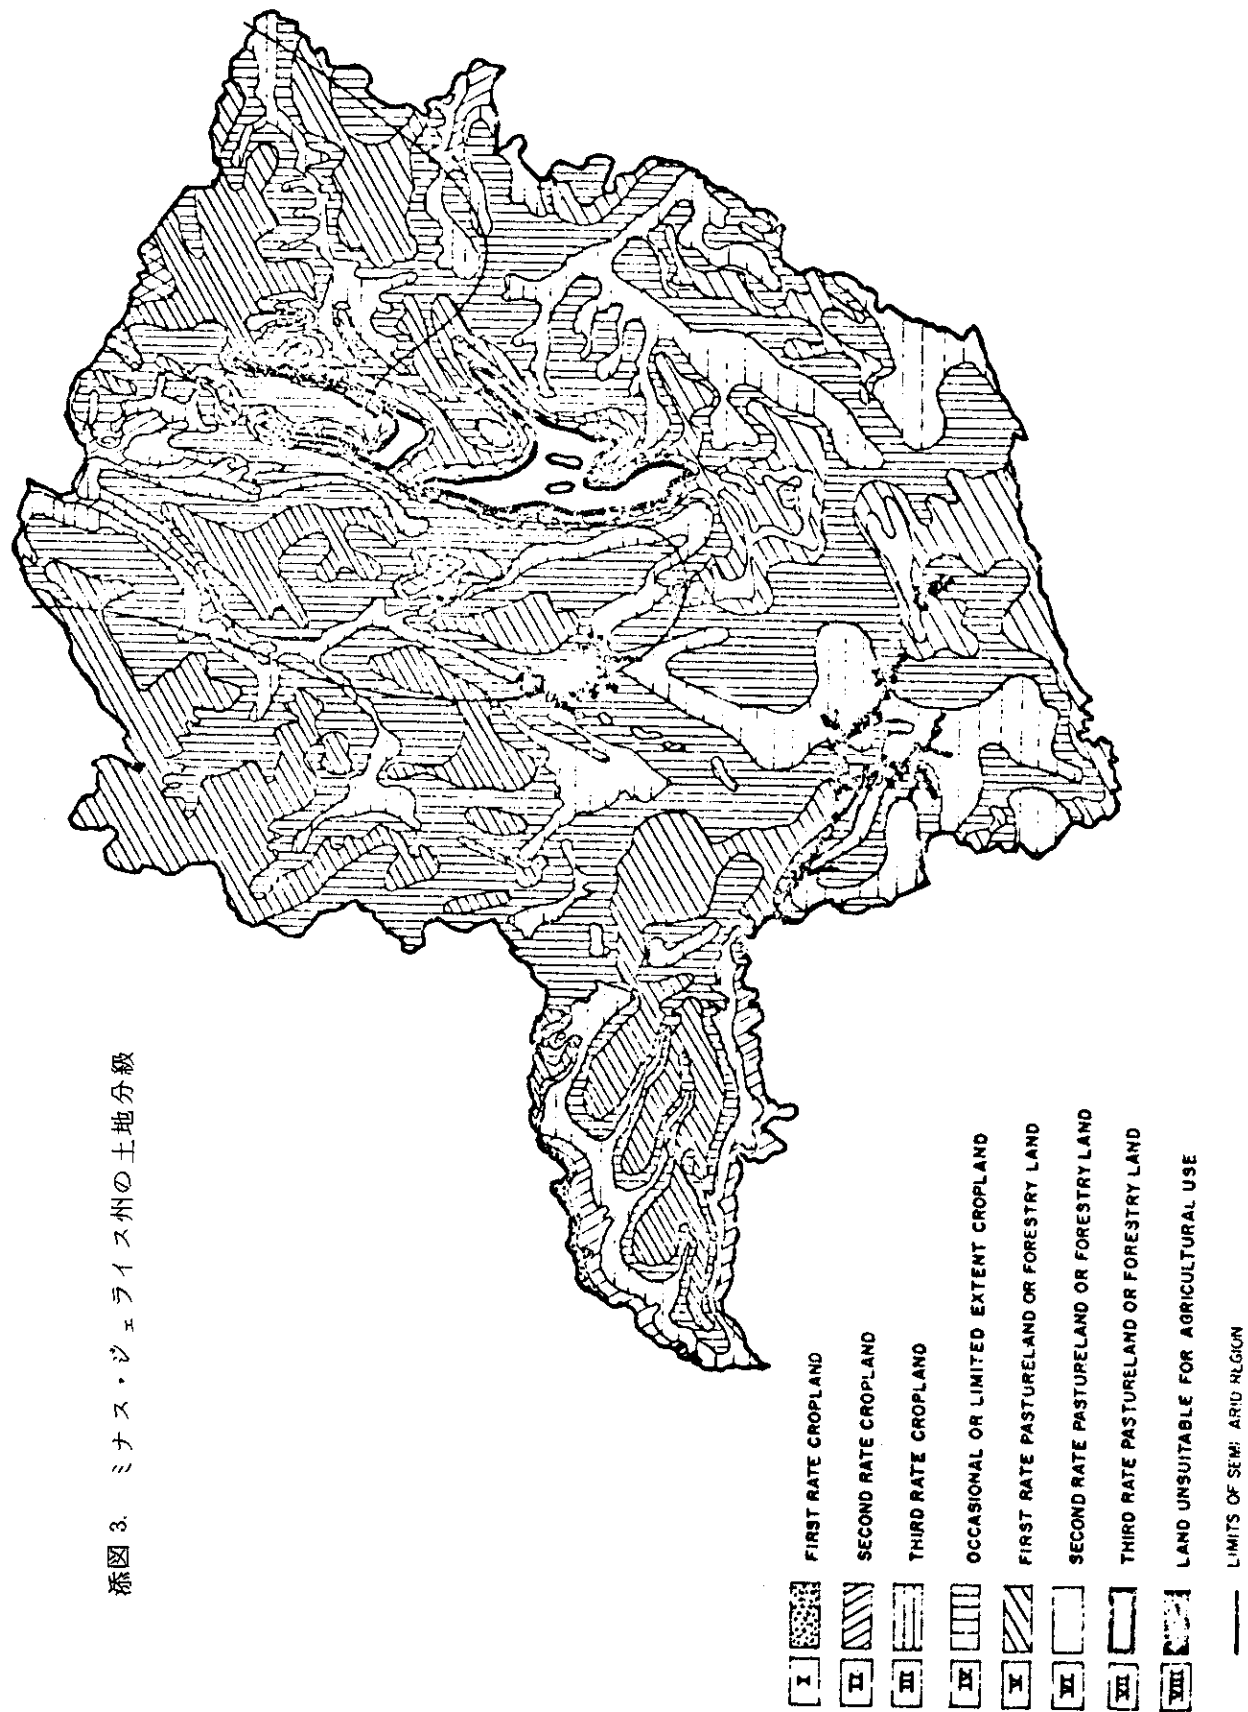 添図 3. ミナス・ジェライス州の土地分級
I FIRST RATE CROPLAND
II SECOND RATE CROPLAND
III THIRD RATE CROPLAND
IV OCCASIONAL OR LIMITED EXTENT CROPLAND
V FIRST RATE PASTURELAND OR FORESTRY LAND
VI SECOND RATE PASTURELAND OR FORESTRY LAND
VII THIRD RATE PASTURELAND OR FORESTRY LAND
VIII LAND UNSUITABLE FOR AGRICULTURAL USE
LIMITS OF SEMI ARID REGION